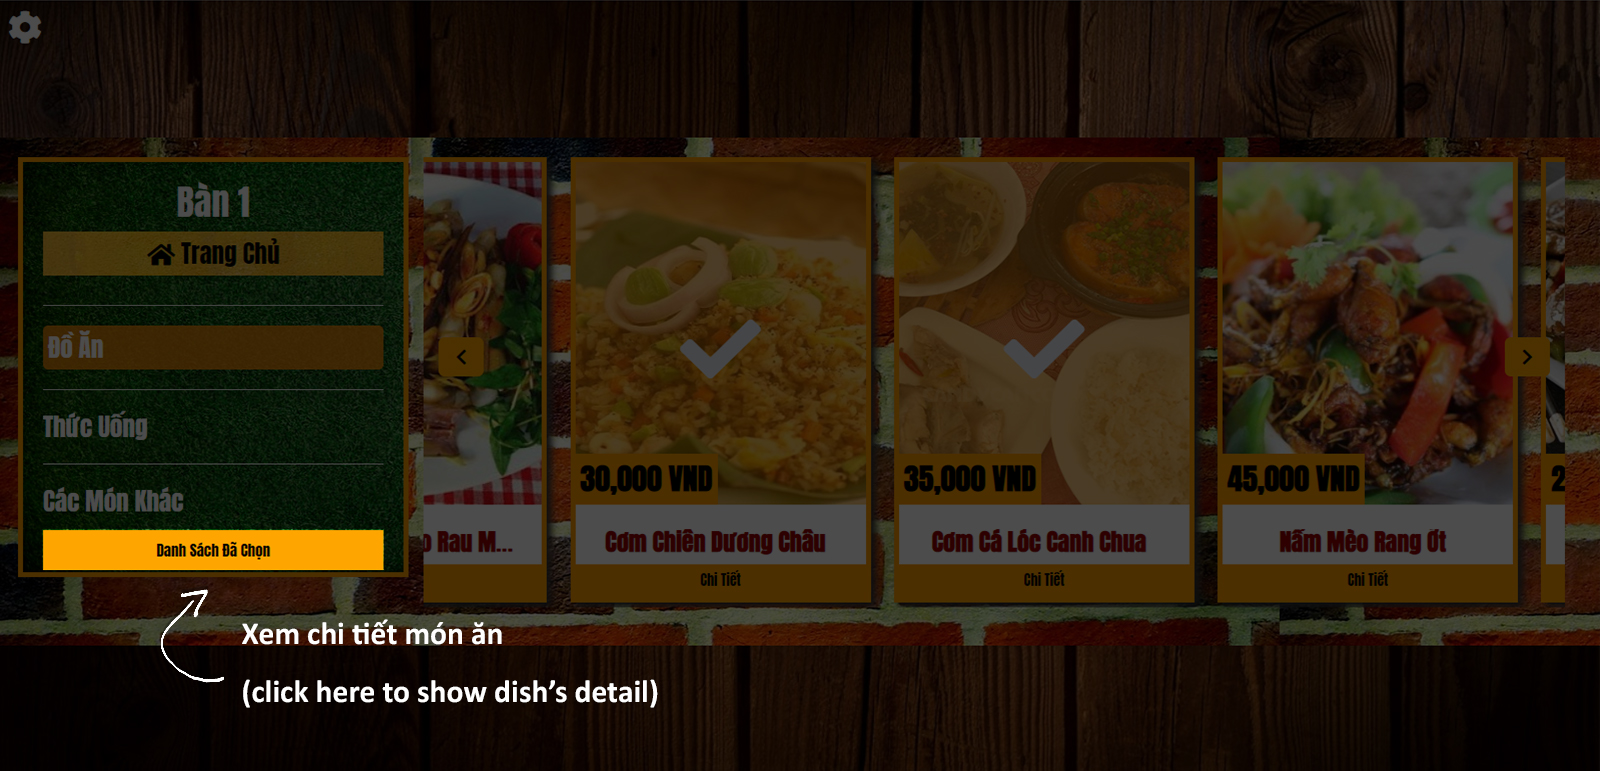 Bàn 1
Trang Chủ
Đồ Ăn
Thức Uống
Các Món Khác
Danh Sách Đã Chọn
o Rau M...
30,000 VND
Cơm Chiên Dương Châu
Chi Tiết
35,000 VND
Cơm Cá Lóc Canh Chua
Chi Tiết
45,000 VND
Nấm Mèo Rang Ớt
Chi Tiết
2
Xem chi tiết món ăn
(click here to show dish’s detail)